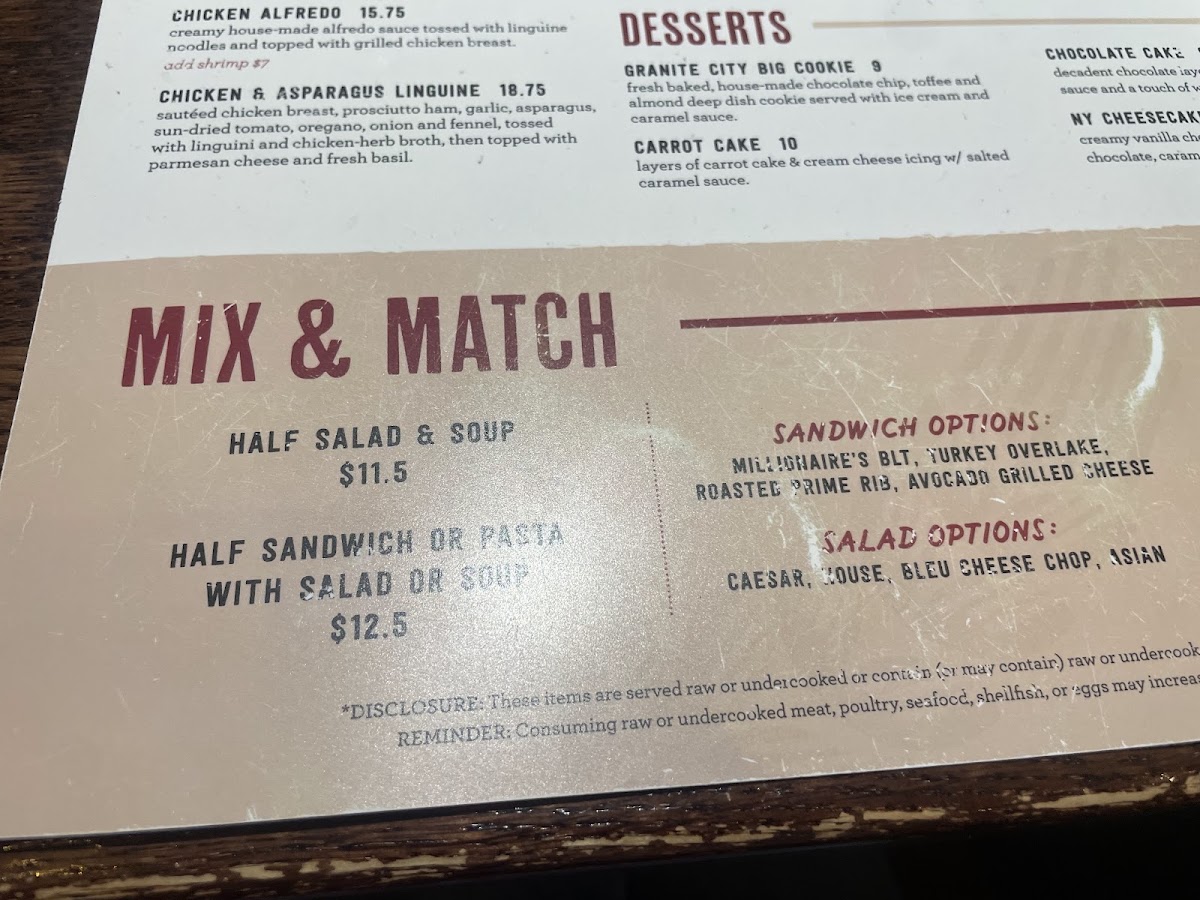 CHICKEN ALFREDO 15.75
creamy house-made alfredo sauce tossed with linguine
noodles and topped with grilled chicken breast.
add shrimp $7
CHICKEN & ASPARAGUS LINGUINE 18.75
sautéed chicken breast, prosciutto ham, garlic, asparagus,
sun-dried tomato, oregano, onion and fennel, tossed
with linguini and chicken-herb broth, then topped with
parmesan cheese and fresh basil.
DESSERTS
GRANITE CITY BIG COOKIE 9
fresh baked, house-made chocolate chip, toffee and
almond deep dish cookie served with ice cream and
caramel sauce.
CARROT CAKE 10
layers of carrot cake & cream cheese icing w/ salted
caramel sauce.
CHOCOLATE CAKE
decadent chocolate
sauce and a touch of
NY
creamy vanilla
chocolate,
MIX & MATCH
HALF SALAD & SOUP
$11.5
HALF SANDWICH OR PASTA
WITH SALAD OR SOUP
$12.5
SANDWICH OPTIONS:
MILLIONAIRE'S BLT, TURKEY OVERLAKE,
ROASTED PRIME RIB, AVOCADO GRILLED CHEESE
SALAD OPTIONS:
CAESAR, HOUSE, BLEU CHEESE CHOP, ASIAN
*DISCLOSURE: These items are served raw or undercooked or contain (or may contain) raw or
REMINDER: Consuming raw or undercooked meat, poultry, seafood, shellfish, or eggs may